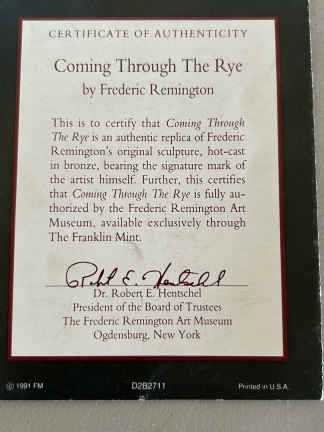 CERTIFICATE OF AUTHENTICITY
Coming Through The Rye
by Frederic Remington
This is to certify that Coming Through
The Rye is an authentic replica of Frederic
Remington's original sculpture, hot-cast
in bronze, bearing the signature mark of
the artist himself. Further, this certifies
that Coming Through The Rye is fully au-
thorized by the Frederic Remington Art
Museum, available exclusively through
The Franklin Mint.
Robert E. Hentschel
Dr. Robert E. Hentschel
President of the Board of Trustees
The Frederic Remington Art Museum
Ogdensburg, New York
© 1991 FM D2B2711 Printed in U.S.A.